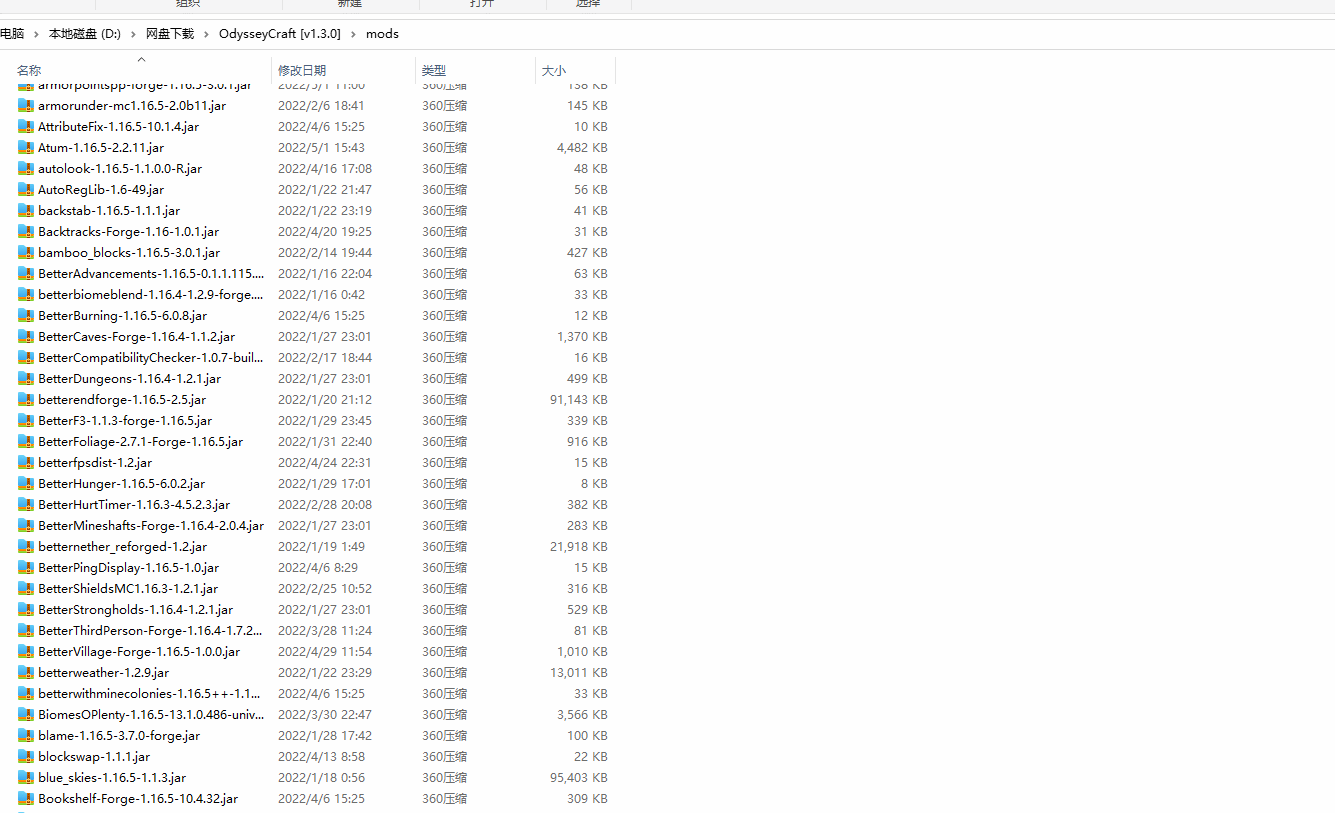 组织 新建 打开 选择
电脑 › 本地磁盘 (D:) › 网盘下载 › OdysseyCraft [v1.3.0] › mods
名称 修改日期 类型 大小
armorpointspp-forge-1.16.5-3.0.1.jar 2022/5/1 11:00 360压缩 138 KB
armorunder-mc1.16.5-2.0b11.jar 2022/2/6 18:41 360压缩 145 KB
AttributeFix-1.16.5-10.1.4.jar 2022/4/6 15:25 360压缩 10 KB
Atum-1.16.5-2.2.11.jar 2022/5/1 15:43 360压缩 4,482 KB
autolook-1.16.5-1.1.0.0-R.jar 2022/4/16 17:08 360压缩 48 KB
AutoRegLib-1.6-49.jar 2022/1/22 21:47 360压缩 56 KB
backstab-1.16.5-1.1.1.jar 2022/1/22 23:19 360压缩 41 KB
Backtracks-Forge-1.16-1.0.1.jar 2022/4/20 19:25 360压缩 31 KB
bamboo_blocks-1.16.5-3.0.1.jar 2022/2/14 19:44 360压缩 427 KB
BetterAdvancements-1.16.5-0.1.1.115.... 2022/1/16 22:04 360压缩 63 KB
betterbiomeblend-1.16.4-1.2.9-forge.... 2022/1/16 0:42 360压缩 33 KB
BetterBurning-1.16.5-6.0.8.jar 2022/4/6 15:25 360压缩 12 KB
BetterCaves-Forge-1.16.4-1.1.2.jar 2022/1/27 23:01 360压缩 1,370 KB
BetterCompatibilityChecker-1.0.7-buil... 2022/2/17 18:44 360压缩 16 KB
BetterDungeons-1.16.4-1.2.1.jar 2022/1/27 23:01 360压缩 499 KB
betterendforge-1.16.5-2.5.jar 2022/1/20 21:12 360压缩 91,143 KB
BetterF3-1.1.3-forge-1.16.5.jar 2022/1/29 23:45 360压缩 339 KB
BetterFoliage-2.7.1-Forge-1.16.5.jar 2022/1/31 22:40 360压缩 916 KB
betterfpsdist-1.2.jar 2022/4/24 22:31 360压缩 15 KB
BetterHunger-1.16.5-6.0.2.jar 2022/1/29 17:01 360压缩 8 KB
BetterHurtTimer-1.16.3-4.5.2.3.jar 2022/2/28 20:08 360压缩 382 KB
BetterMineshafts-Forge-1.16.4-2.0.4.jar 2022/1/27 23:01 360压缩 283 KB
betternether_reforged-1.2.jar 2022/1/19 1:49 360压缩 21,918 KB
BetterPingDisplay-1.16.5-1.0.jar 2022/4/6 8:29 360压缩 15 KB
BetterShieldsMC1.16.3-1.2.1.jar 2022/2/25 10:52 360压缩 316 KB
BetterStrongholds-1.16.4-1.2.1.jar 2022/1/27 23:01 360压缩 529 KB
BetterThirdPerson-Forge-1.16.4-1.7.2... 2022/3/28 11:24 360压缩 81 KB
BetterVillage-Forge-1.16.5-1.0.0.jar 2022/4/29 11:54 360压缩 1,010 KB
betterweather-1.2.9.jar 2022/1/22 23:29 360压缩 13,011 KB
betterwithminecolonies-1.16.5++-1.1... 2022/4/6 15:25 360压缩 33 KB
BiomesOPlenty-1.16.5-13.1.0.486-univ... 2022/3/30 22:47 360压缩 3,566 KB
blame-1.16.5-3.7.0-forge.jar 2022/1/28 17:42 360压缩 100 KB
blockswap-1.1.1.jar 2022/4/13 8:58 360压缩 22 KB
blue_skies-1.16.5-1.1.3.jar 2022/1/18 0:56 360压缩 95,403 KB
Bookshelf-Forge-1.16.5-10.4.32.jar 2022/4/6 15:25 360压缩 309 KB